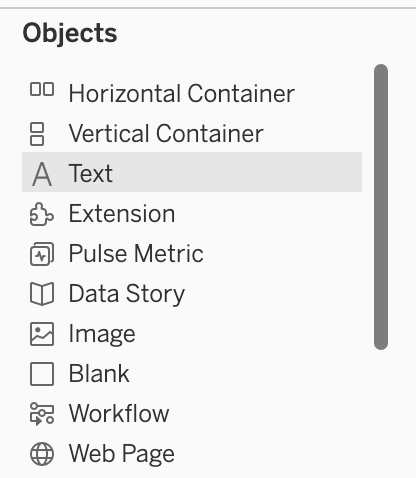 Objects
Horizontal Container
Vertical Container
Text
Extension
Pulse Metric
Data Story
Image
Blank
Workflow
Web Page